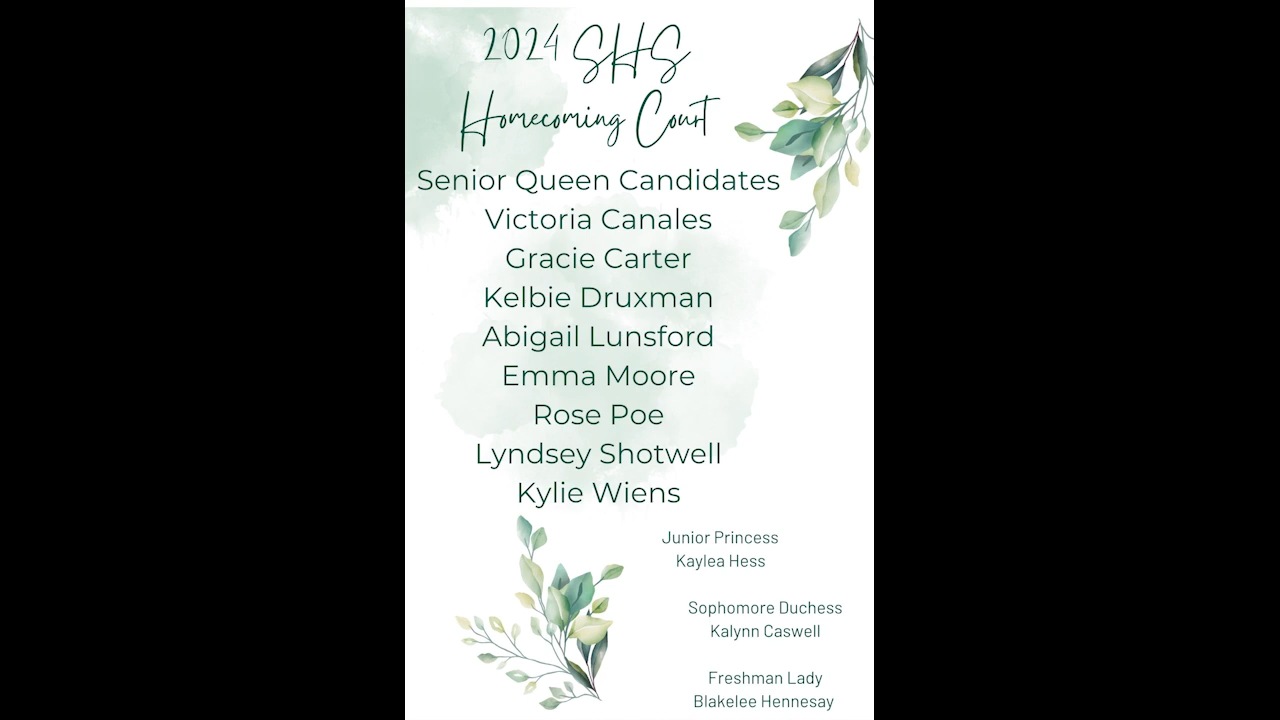 2024 SHS
Homecoming Court
Senior Queen Candidates
Victoria Canales
Gracie Carter
Kelbie Druxman
Abigail Lunsford
Emma Moore
Rose Poe
Lyndsey Shotwell
Kylie Wiens
Junior Princess
Kaylea Hess
Sophomore Duchess
Kalynn Caswell
Freshman Lady
Blakelee Hennesay